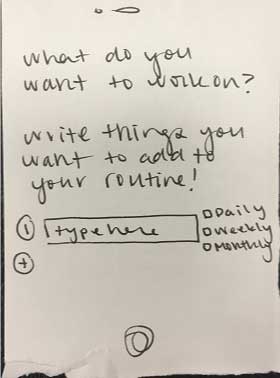 what do you
want to work on?
write things you
want to add to
your routine!
1 type here
Daily
Weekly
Monthly
+